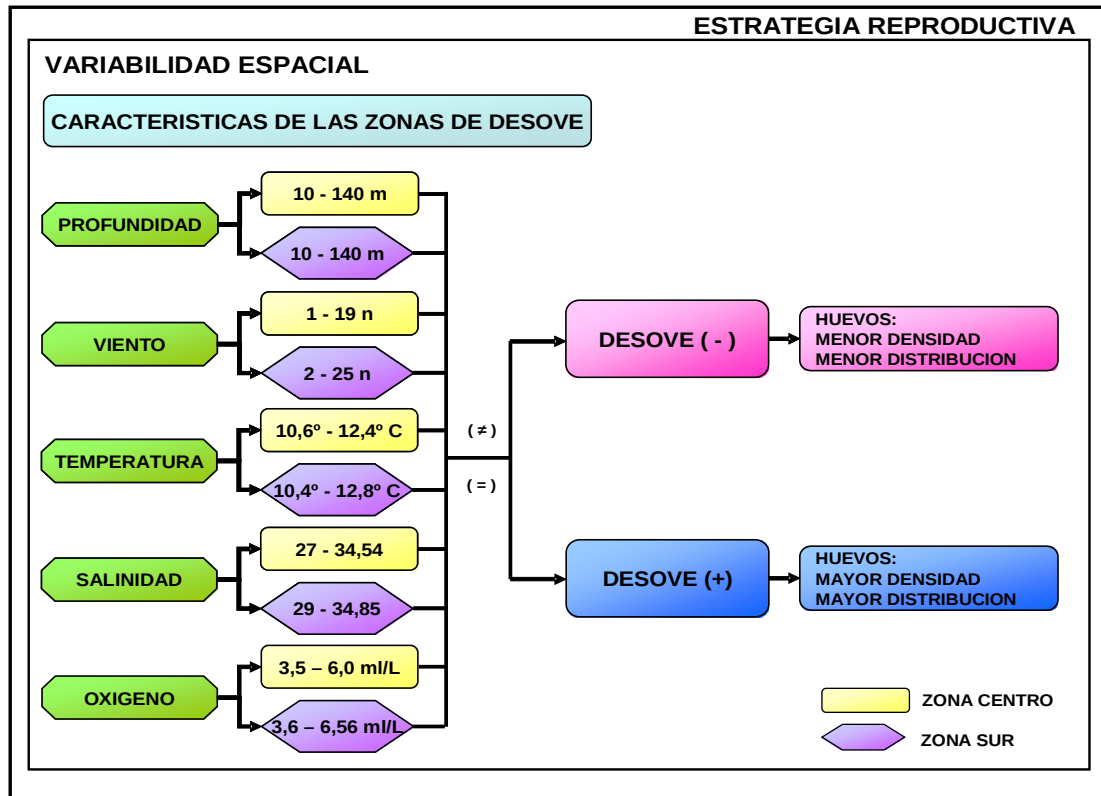 ESTRATEGIA REPRODUCTIVA
VARIABILIDAD ESPACIAL
CARACTERISTICAS DE LAS ZONAS DE DESOVE
PROFUNDIDAD
10 - 140 m
10 - 140 m
VIENTO
1 - 19 n
2 - 25 n
TEMPERATURA
10,6º - 12,4º C
10,4º - 12,8º C
SALINIDAD
27 - 34,54
29 - 34,85
OXIGENO
3,5 – 6,0 ml/L
3,6 – 6,56 ml/L
( ≠ )
( = )
DESOVE ( - )
HUEVOS:
MENOR DENSIDAD
MENOR DISTRIBUCION
DESOVE (+)
HUEVOS:
MAYOR DENSIDAD
MAYOR DISTRIBUCION
ZONA CENTRO
ZONA SUR